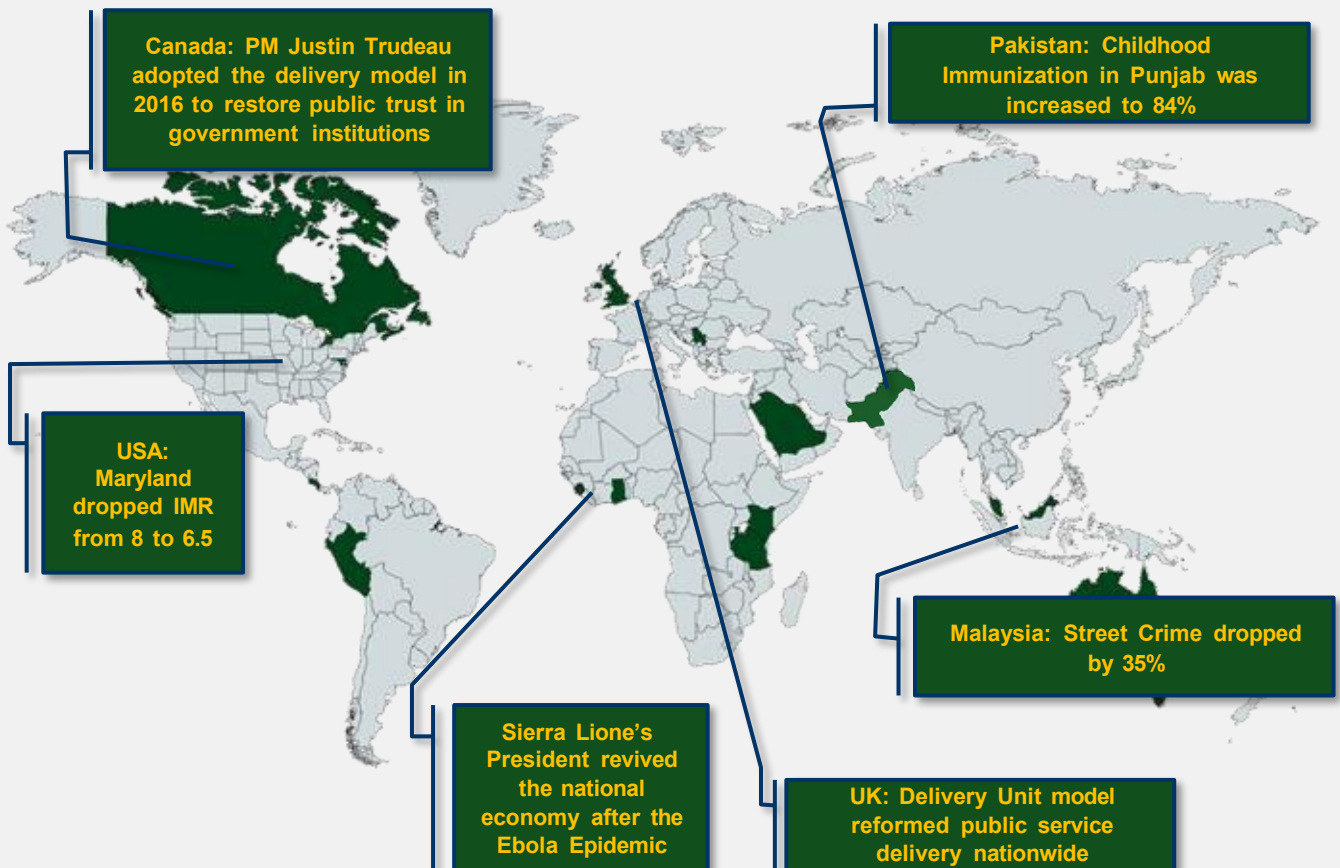 Canada: PM Justin Trudeau
adopted the delivery model in
2016 to restore public trust in
government institutions
Pakistan: Childhood
Immunization in Punjab was
increased to 84%
USA:
Maryland
dropped IMR
from 8 to 6.5
Malaysia: Street Crime dropped
by 35%
Sierra Lione's
President revived
the national
economy after the
Ebola Epidemic
UK: Delivery Unit model
reformed public service
delivery nationwide